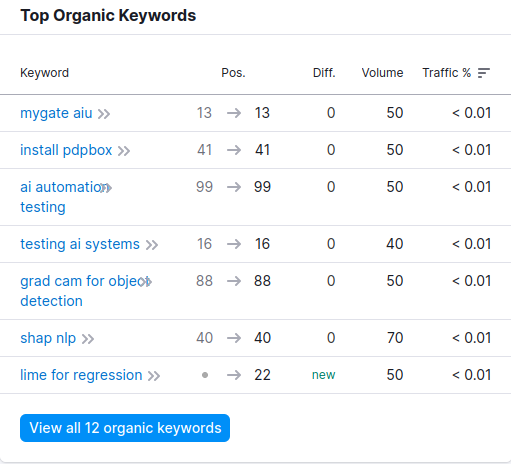 Top Organic Keywords
Keyword Pos. Diff. Volume Traffic %
mygate aiu 13 → 13 0 50 < 0.01
install pdpbox 41 → 41 0 50 < 0.01
ai automation 99 → 99 0 50 < 0.01
testing
testing ai systems 16 → 16 0 40 < 0.01
grad cam for object 88 → 88 0 50 < 0.01
detection
shap nlp 40 → 40 0 70 < 0.01
lime for regression • → 22 new 50 < 0.01
View all 12 organic keywords